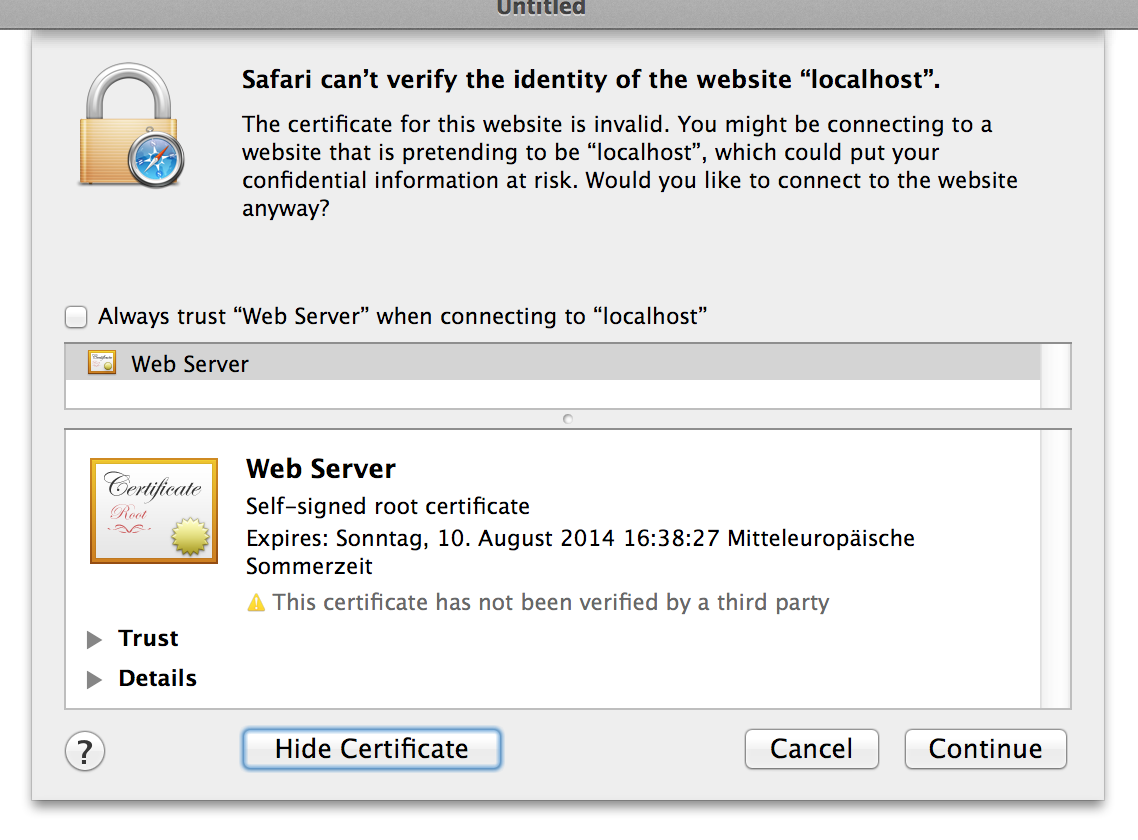 Untitled
Safari can’t verify the identity of the website “localhost”.
The certificate for this website is invalid. You might be connecting to a
website that is pretending to be “localhost”, which could put your
confidential information at risk. Would you like to connect to the website
anyway?
Always trust “Web Server” when connecting to “localhost”
Web Server
Certificate
Root
Web Server
Self-signed root certificate
Expires: Sonntag, 10. August 2014 16:38:27 Mitteleuropäische
Sommerzeit
This certificate has not been verified by a third party
Trust
Details
?
Hide Certificate
Cancel
Continue